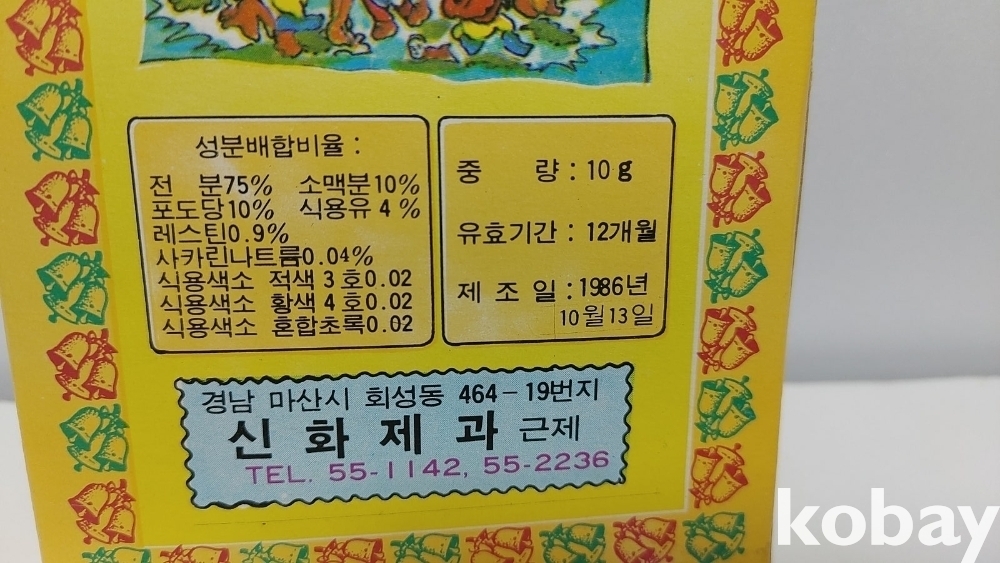 성분배합비율 :
전 분75% 소맥분10%
포도당10% 식용유 4%
레스틴0.9%
사카린나트륨0.04%
식용색소 적색 3호0.02
식용색소 황색 4호0.02
식용색소 혼합초록0.02
중 량 : 10g
유효기간 : 12개월
제조일 : 1986년
10월13일
경남 마산시 회성동 464-19번지
신화제과 근제
TEL. 55-1142, 55-2236
kobay